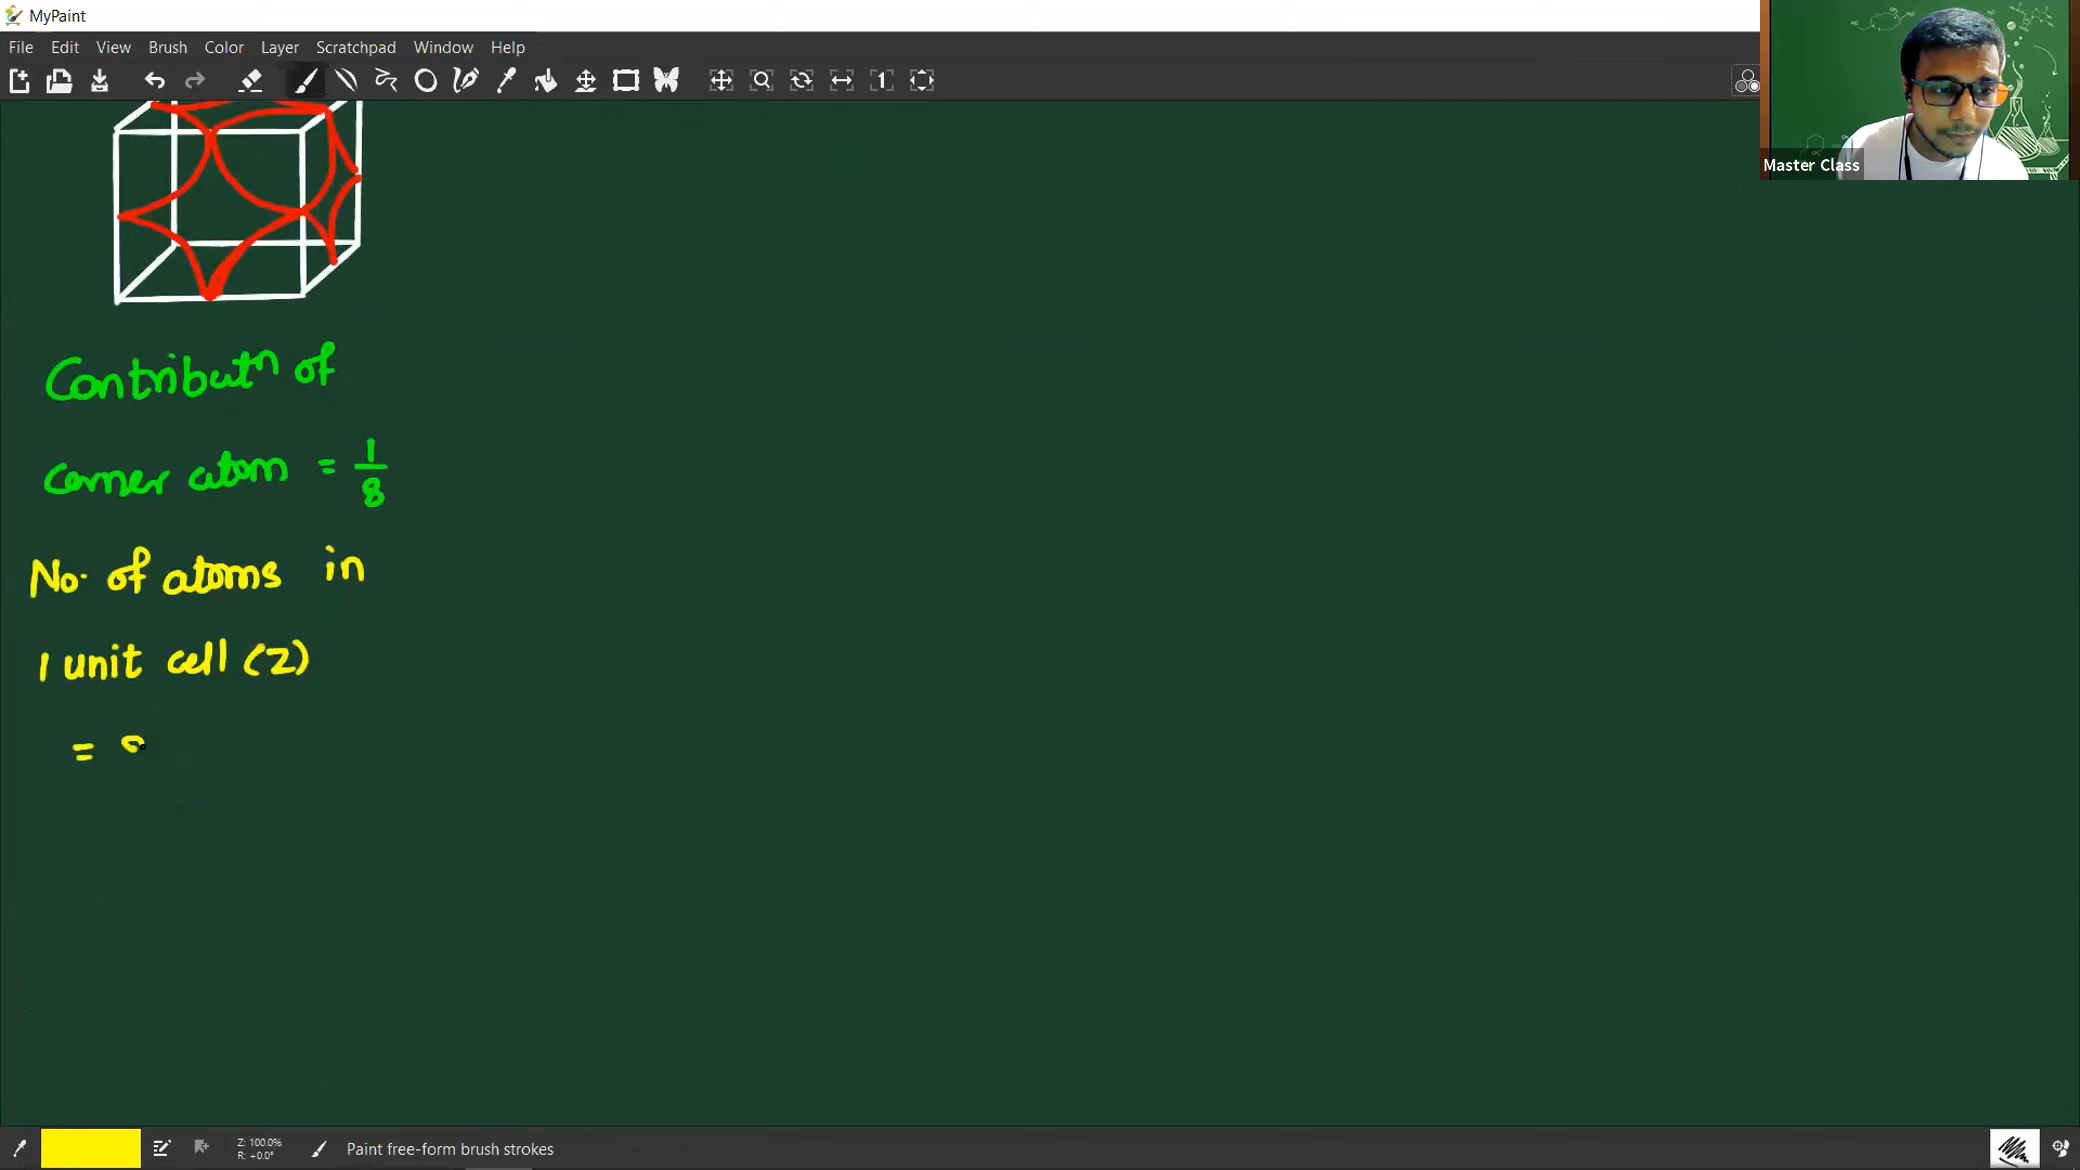 MyPaint
File Edit View Brush Color Layer Scratchpad Window Help
Master Class
Contributn of
corner atom = 1/8
No. of atoms in
1 unit cell (Z)
=
Z: 100.0%
R: +0.0°
Paint free-form brush strokes